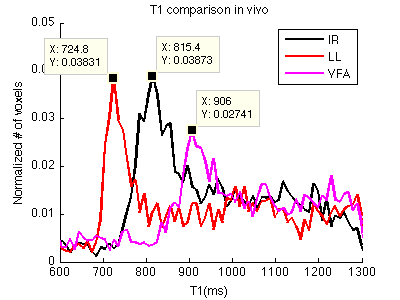 T1 comparison in vivo
0.05
0.04
0.03
0.02
0.01
0
Normalized # of voxels
X: 724.8
Y: 0.03831
X: 815.4
Y: 0.03873
X: 906
Y: 0.02741
IR
LL
YFA
600 700 800 900 1000 1100 1200 1300
T1(ms)